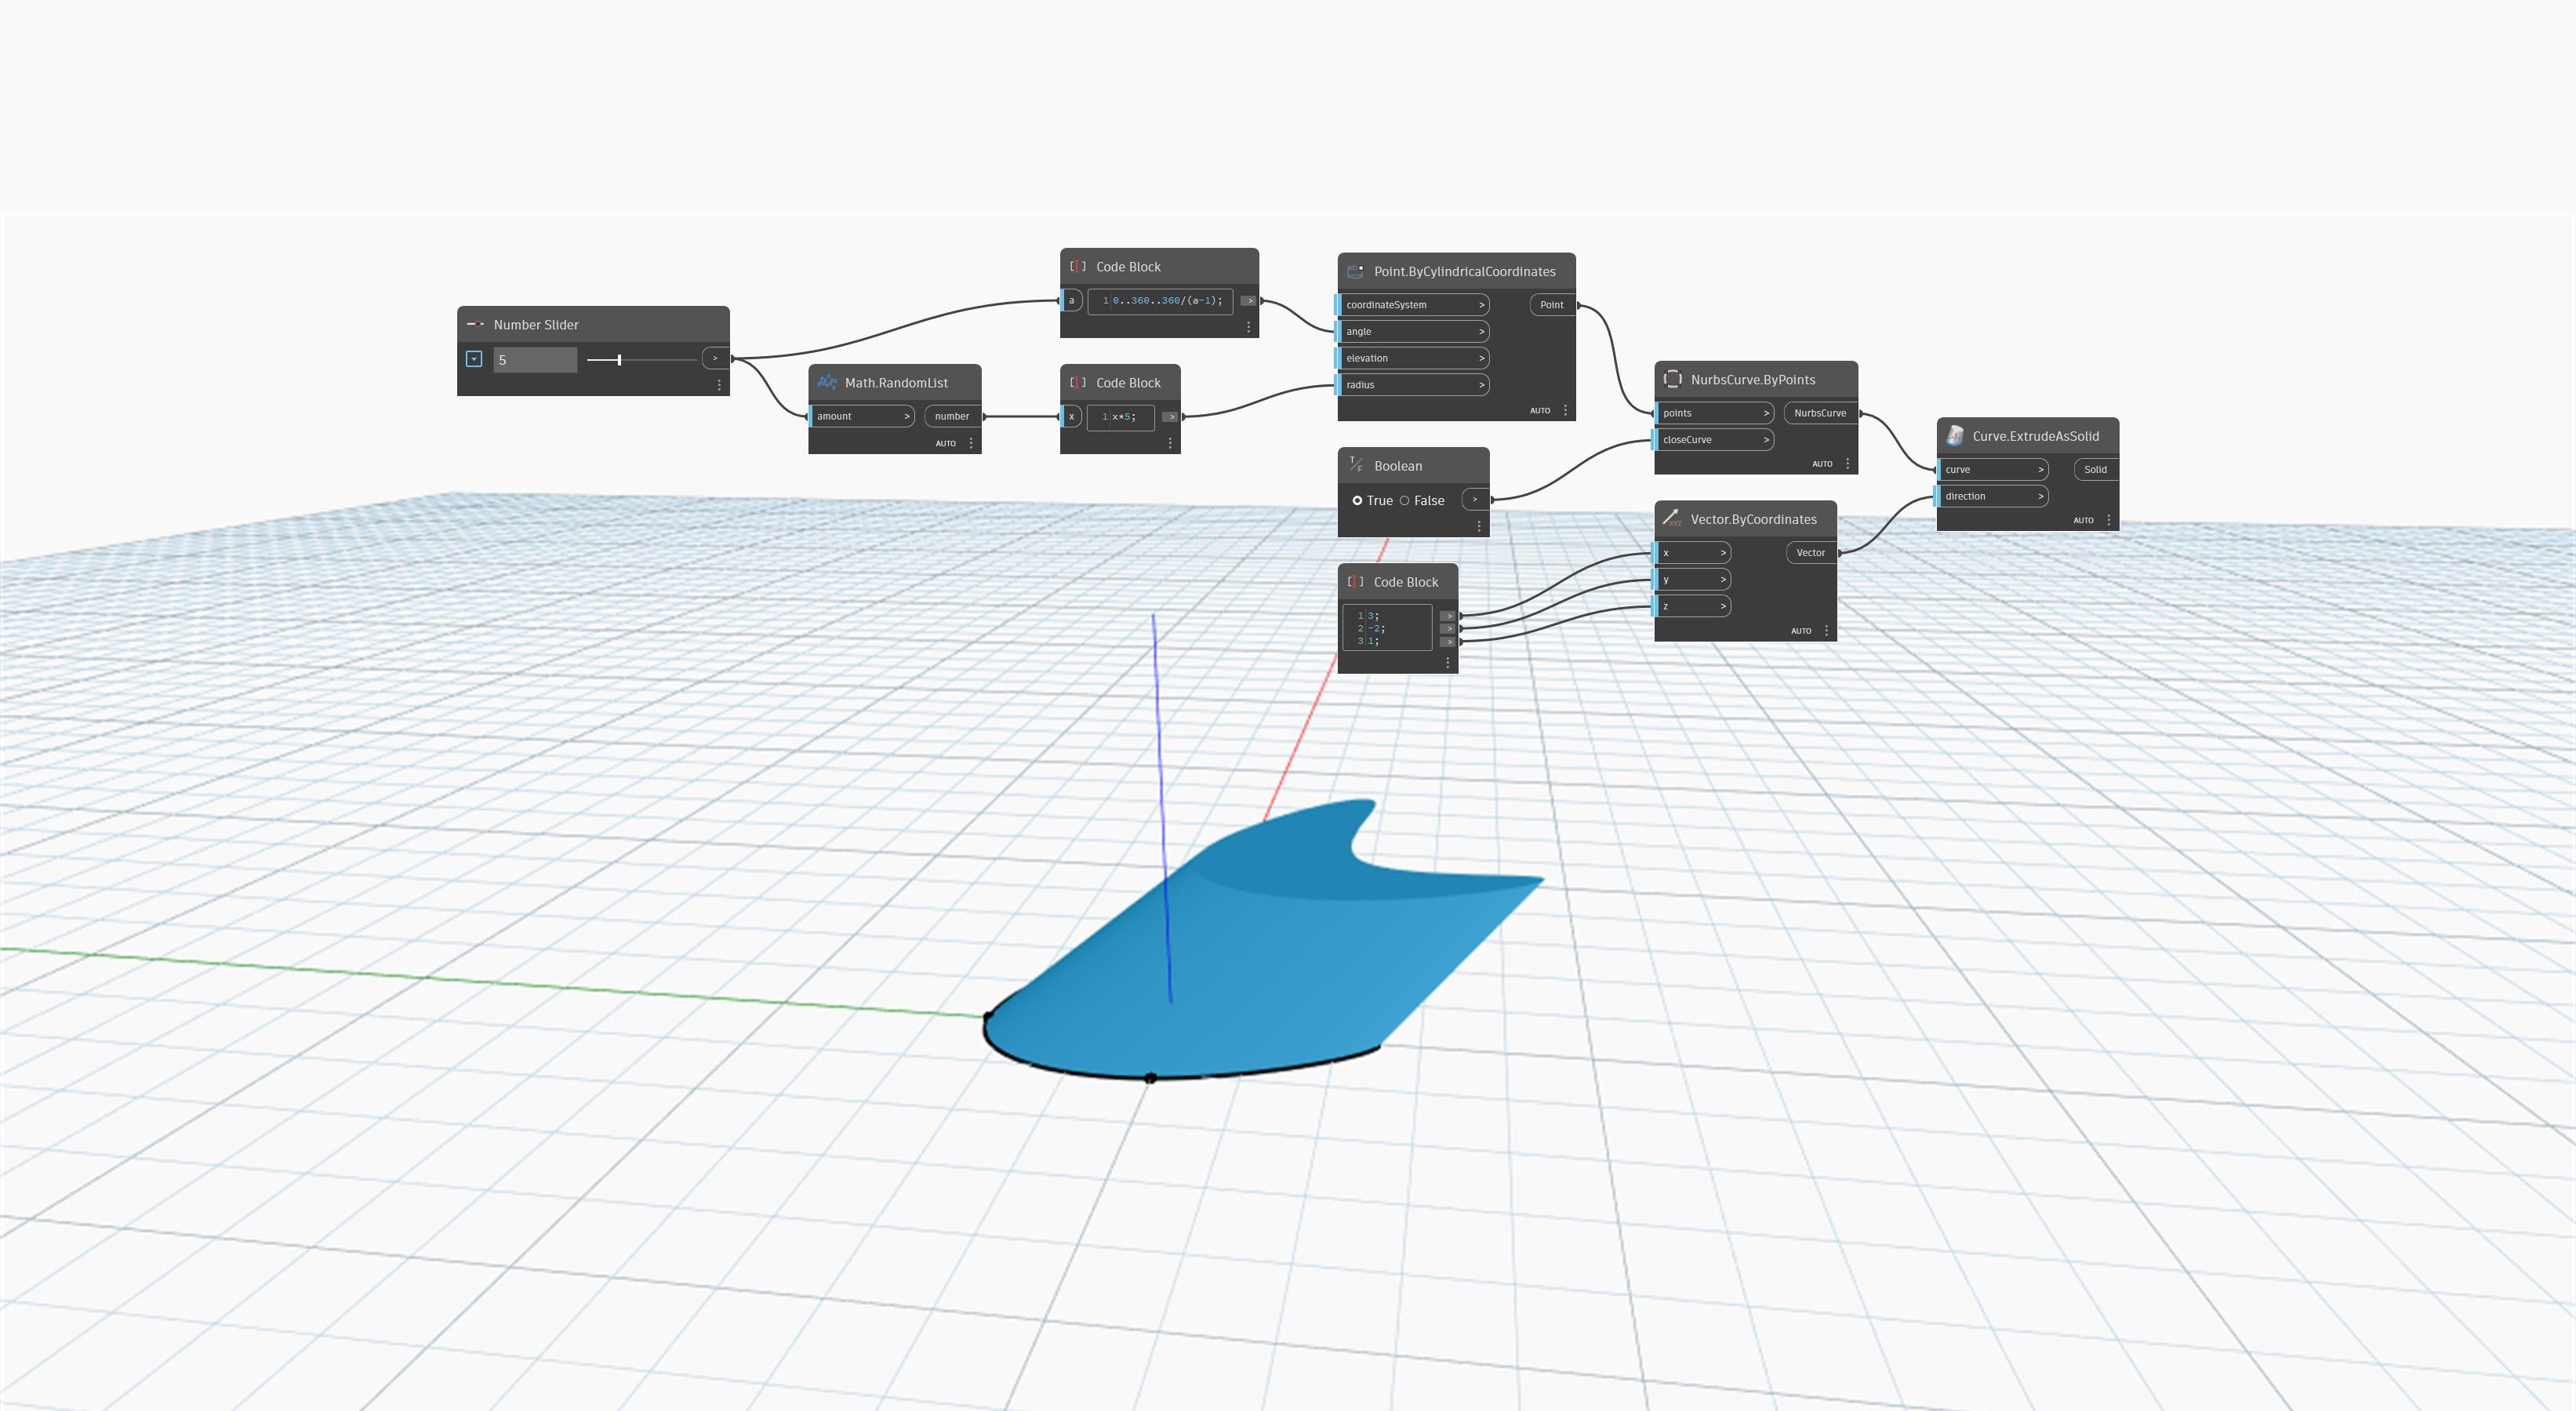 Number Slider
5
>
Math.RandomList
amount >
number
AUTO
Code Block
a
1 0..360..360/(a-1);
>
Code Block
x
1 x*5;
>
Point.ByCylindricalCoordinates
coordinateSystem >
Point
angle >
elevation >
radius >
AUTO
Boolean
True False
>
Code Block
1 3;
2 -2;
3 1;
>
>
>
NurbsCurve.ByPoints
points >
NurbsCurve
closeCurve >
AUTO
Vector.ByCoordinates
x >
Vector
y >
z >
AUTO
Curve.ExtrudeAsSolid
curve >
Solid
direction >
AUTO